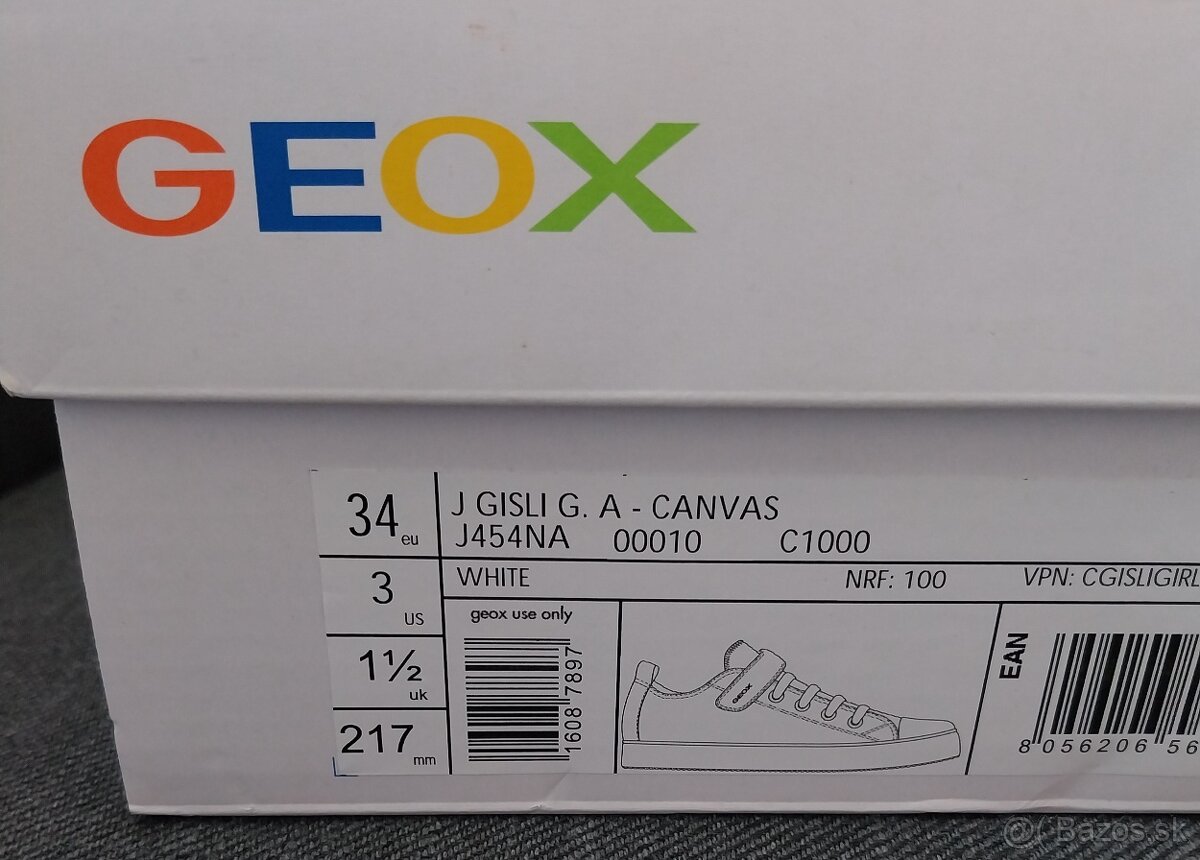 GEOX
34 eu
J GISLI G. A - CANVAS
J454NA 00010 C1000
3 US
WHITE NRF: 100 VPN: CGISLIGIRL
1½ uk
217 mm
geox use only
1608 7897
GEOX
EAN
8 056206 56
Bazos.sk